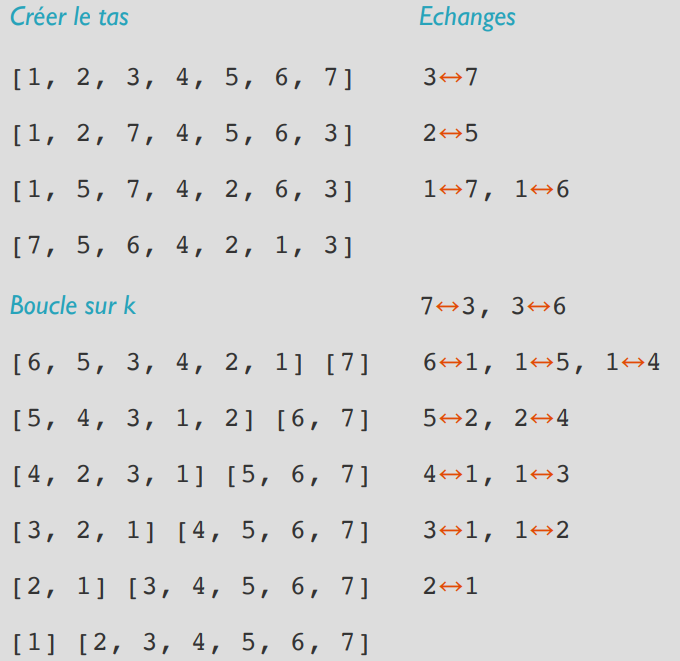 Créer le tas Echanges
[1, 2, 3, 4, 5, 6, 7] 3↔7
[1, 2, 7, 4, 5, 6, 3] 2↔5
[1, 5, 7, 4, 2, 6, 3] 1↔7, 1↔6
[7, 5, 6, 4, 2, 1, 3]
Boucle sur k 7↔3, 3↔6
[6, 5, 3, 4, 2, 1] [7] 6↔1, 1↔5, 1↔4
[5, 4, 3, 1, 2] [6, 7] 5↔2, 2↔4
[4, 2, 3, 1] [5, 6, 7] 4↔1, 1↔3
[3, 2, 1] [4, 5, 6, 7] 3↔1, 1↔2
[2, 1] [3, 4, 5, 6, 7] 2↔1
[1] [2, 3, 4, 5, 6, 7]